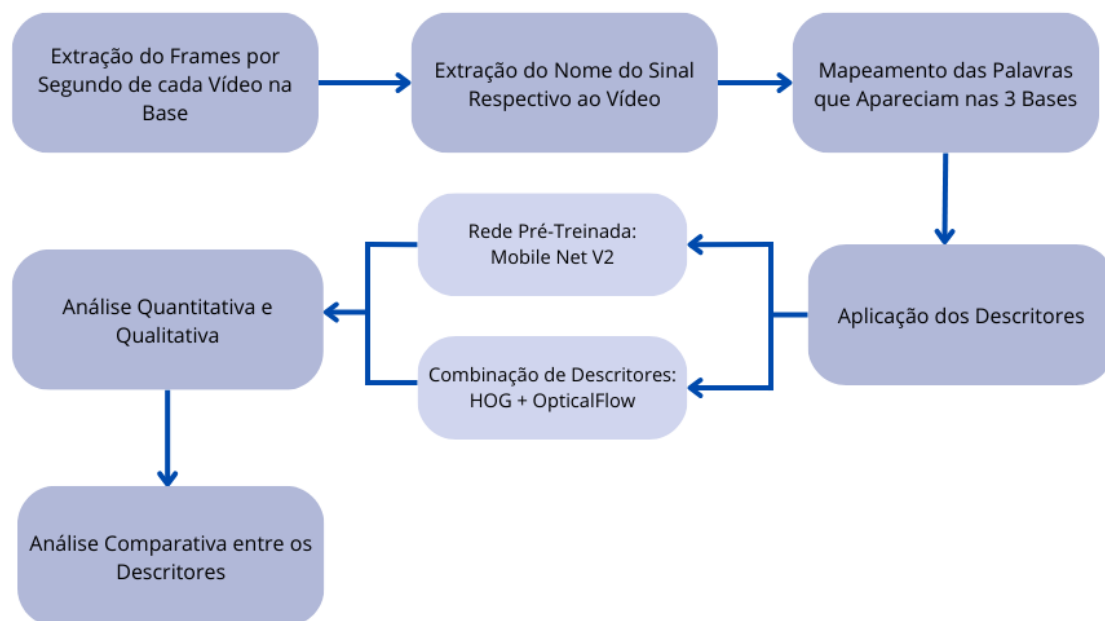 Extração do Frames por
Segundo de cada Vídeo na
Base
Extração do Nome do Sinal
Respectivo ao Vídeo
Mapeamento das Palavras
que Apareciam nas 3 Bases
Aplicação dos Descritores
Rede Pré-Treinada:
Mobile Net V2
Combinação de Descritores:
HOG + OpticalFlow
Análise Quantitativa e
Qualitativa
Análise Comparativa entre os
Descritores